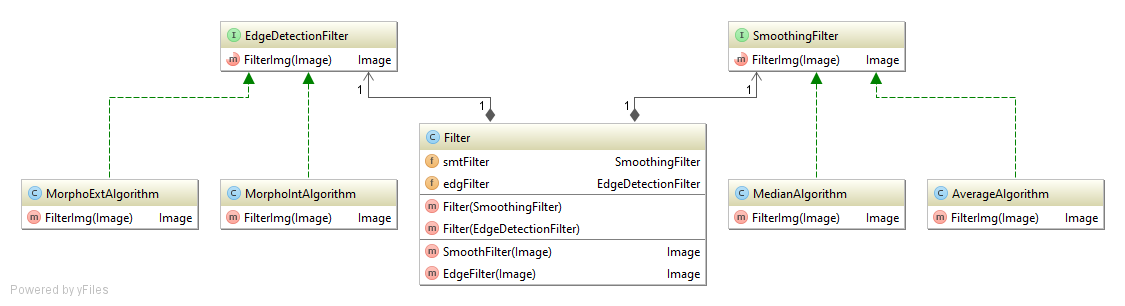 EdgeDetectionFilter
FilterImg(Image) Image
SmoothingFilter
FilterImg(Image) Image
1
1
1
1
Filter
smtFilter SmoothingFilter
edgFilter EdgeDetectionFilter
Filter(SmoothingFilter)
Filter(EdgeDetectionFilter)
SmoothFilter(Image) Image
EdgeFilter(Image) Image
MorphoExtAlgorithm
FilterImg(Image) Image
MorphoIntAlgorithm
FilterImg(Image) Image
MedianAlgorithm
FilterImg(Image) Image
AverageAlgorithm
FilterImg(Image) Image
Powered by yFiles